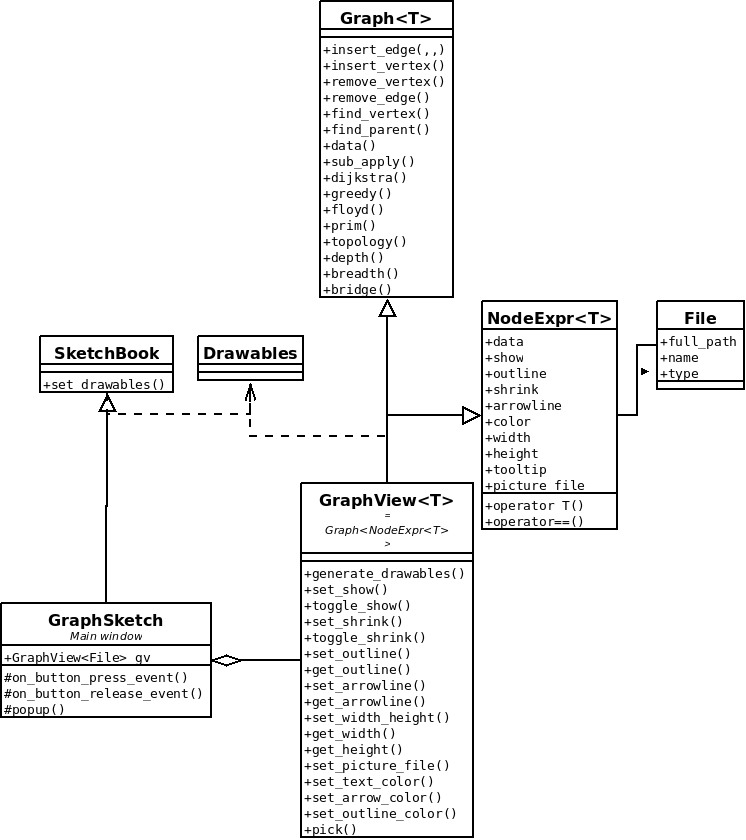 Graph<T>
+insert_edge(,,)
+insert_vertex()
+remove_vertex()
+remove_edge()
+find_vertex()
+find_parent()
+data()
+sub_apply()
+dijkstra()
+greedy()
+floyd()
+prim()
+topology()
+depth()
+breadth()
+bridge()
SketchBook
+set_drawables()
Drawables
NodeExpr<T>
+data
+show
+outline
+shrink
+arrowline
+color
+width
+height
+tooltip
+picture_file
+operator T()
+operator==()
File
+full_path
+name
+type
GraphView<T>
=
Graph<NodeExpr<T>
>
+generate_drawables()
+set_show()
+toggle_show()
+set_shrink()
+toggle_shrink()
+set_outline()
+get_outline()
+set_arrowline()
+get_arrowline()
+set_width_height()
+get_width()
+get_height()
+set_picture_file()
+set_text_color()
+set_arrow_color()
+set_outline_color()
+pick()
GraphSketch
Main window
+GraphView<File> gv
#on_button_press_event()
#on_button_release_event()
#popup()